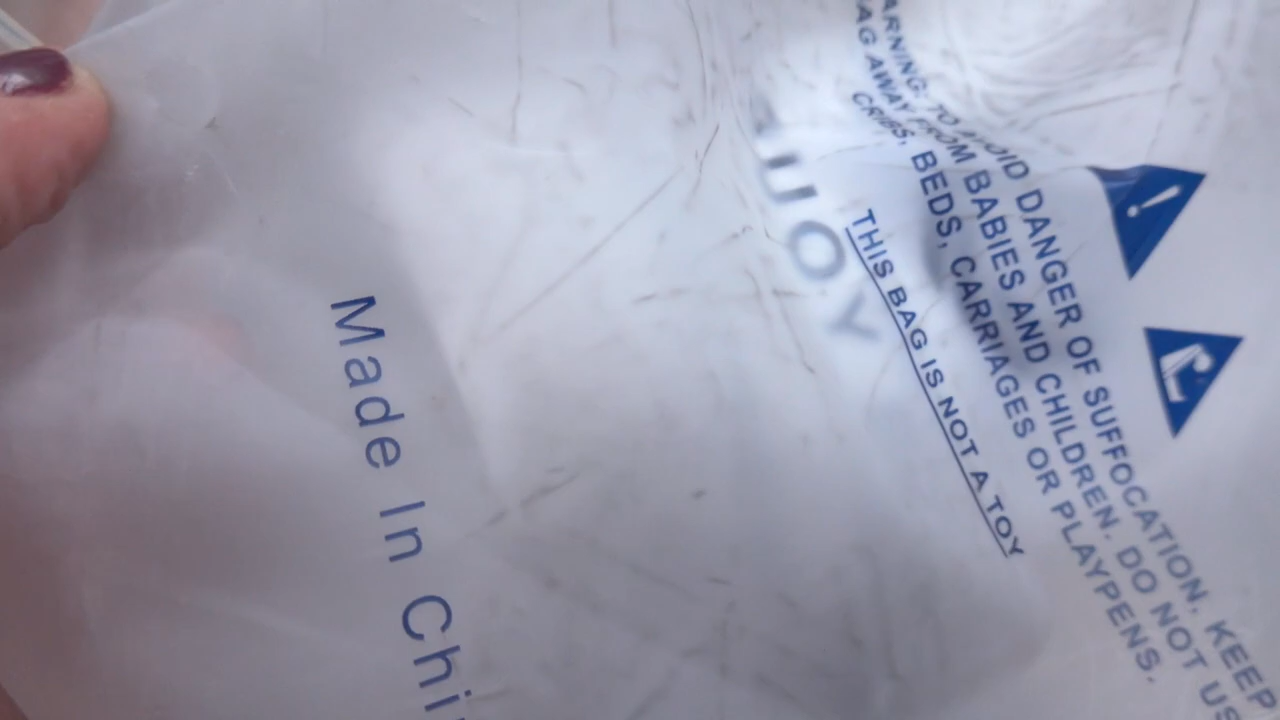 ARNING: TO AVOID DANGER OF SUFFOCATION. KEEP
AG AWAY FROM BABIES AND CHILDREN. DO NOT US
CRIBS, BEDS, CARRIAGES OR PLAYPENS.
THIS BAG IS NOT A TOY
Made In Chi